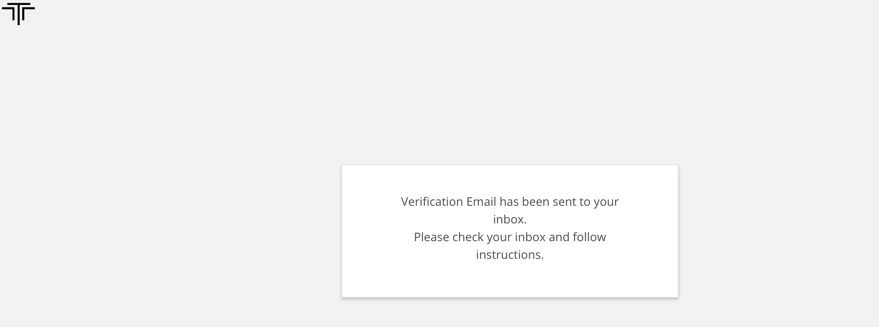 Verification Email has been sent to your
inbox.
Please check your inbox and follow
instructions.